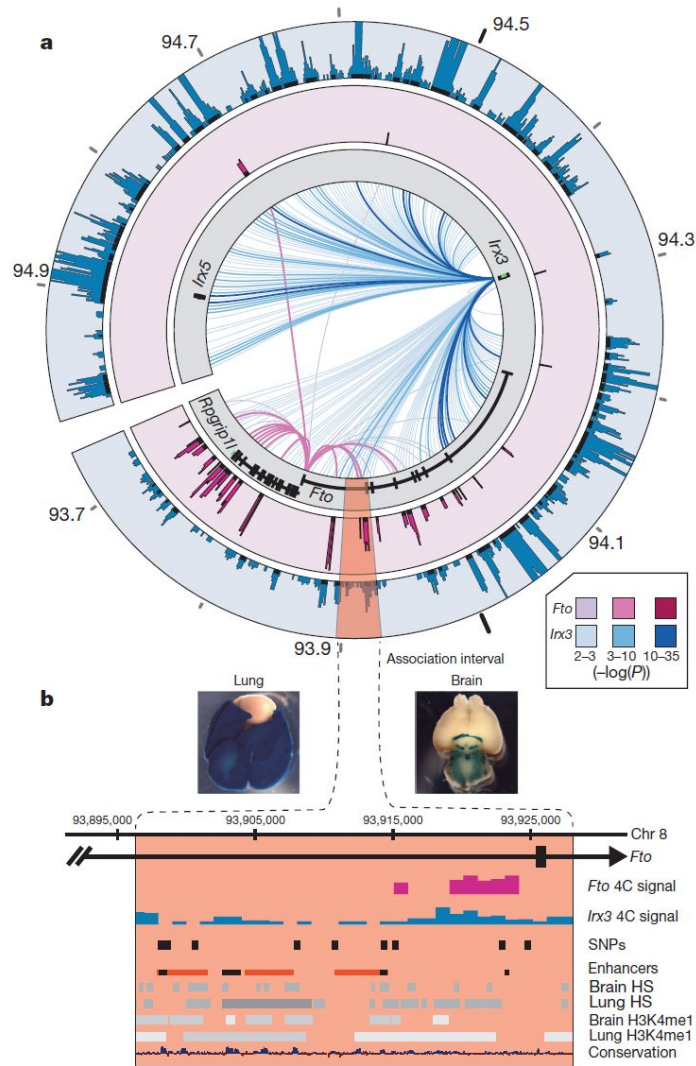 a
94.5
94.7
94.3
94.9
Irx5
Irx3
Rpgrip1l
Fto
93.7
94.1
93.9
Fto
Irx3
2–3 3–10 10–35
(–log(P))
Association interval
b
Lung
Brain
93,895,000 93,905,000 93,915,000 93,925,000
Chr 8
Fto
Fto 4C signal
Irx3 4C signal
SNPs
Enhancers
Brain HS
Lung HS
Brain H3K4me1
Lung H3K4me1
Conservation